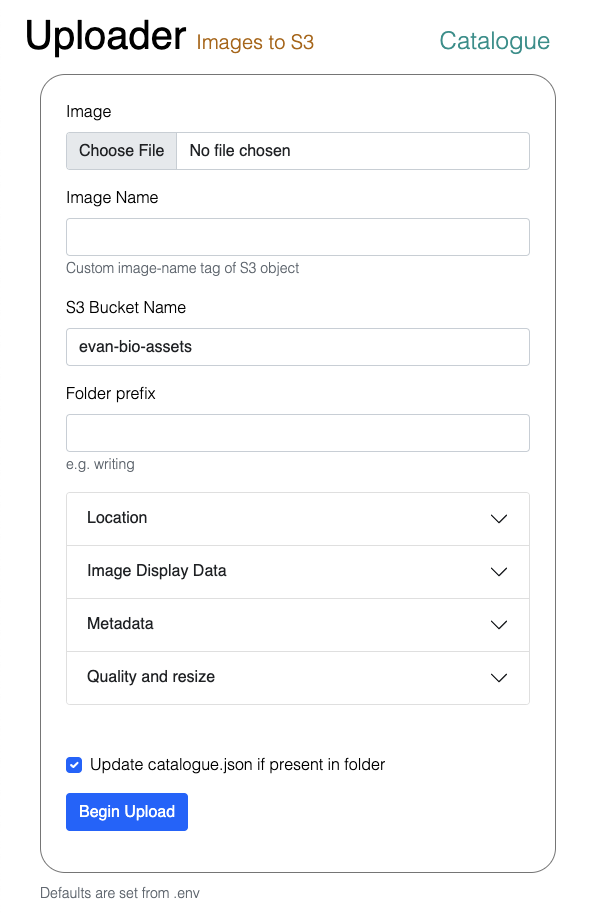 Uploader Images to S3 Catalogue
Image
Choose File No file chosen
Image Name
Custom image-name tag of S3 object
S3 Bucket Name
evan-bio-assets
Folder prefix
e.g. writing
Location
Image Display Data
Metadata
Quality and resize
Update catalogue.json if present in folder
Begin Upload
Defaults are set from .env